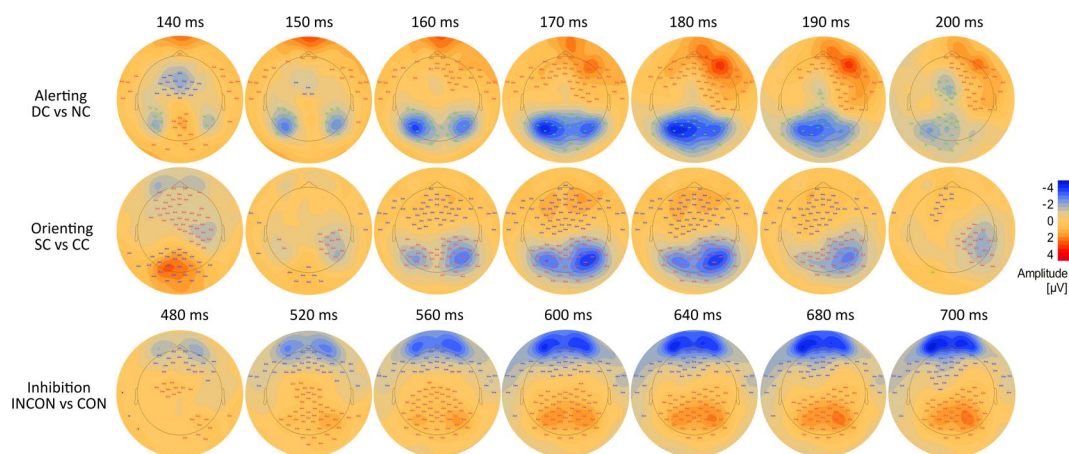 140 ms 150 ms 160 ms 170 ms 180 ms 190 ms 200 ms
Alerting
DC vs NC
Orienting
SC vs CC
-4
-2
0
2
4
Amplitude
[μV]
480 ms 520 ms 560 ms 600 ms 640 ms 680 ms 700 ms
Inhibition
INCON vs CON